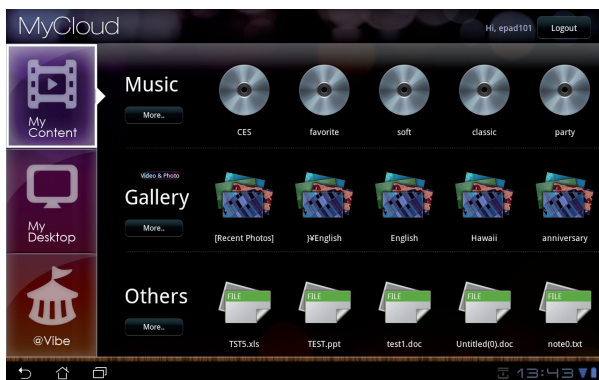 MyCloud
Hi, epad101
Logout
My
Content
My
Desktop
@Vibe
Music
More..
CES
favorite
soft
classic
party
Video & Photo
Gallery
More..
[Recent Photos]
}¥English
English
Hawaii
anniversary
Others
More..
FILE
FILE
FILE
FILE
FILE
TST5.xls
TEST.ppt
test1.doc
Untitled(0).doc
note0.txt
13:43